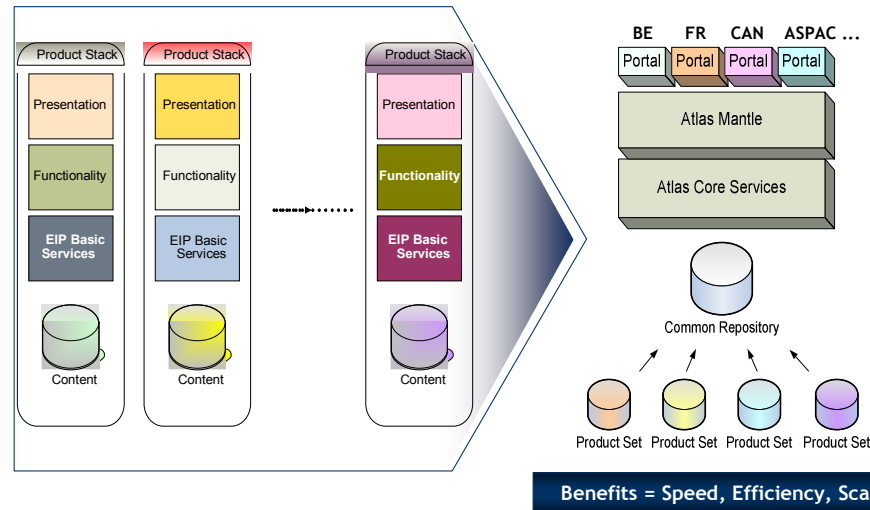 Product Stack
Presentation
Functionality
EIP Basic
Services
Content
Product Stack
Presentation
Functionality
EIP Basic
Services
Content
Product Stack
Presentation
Functionality
EIP Basic
Services
Content
BE FR CAN ASPAC ...
Portal Portal Portal Portal
Atlas Mantle
Atlas Core Services
Common Repository
Product Set Product Set Product Set Product Set
Benefits = Speed, Efficiency, Sca